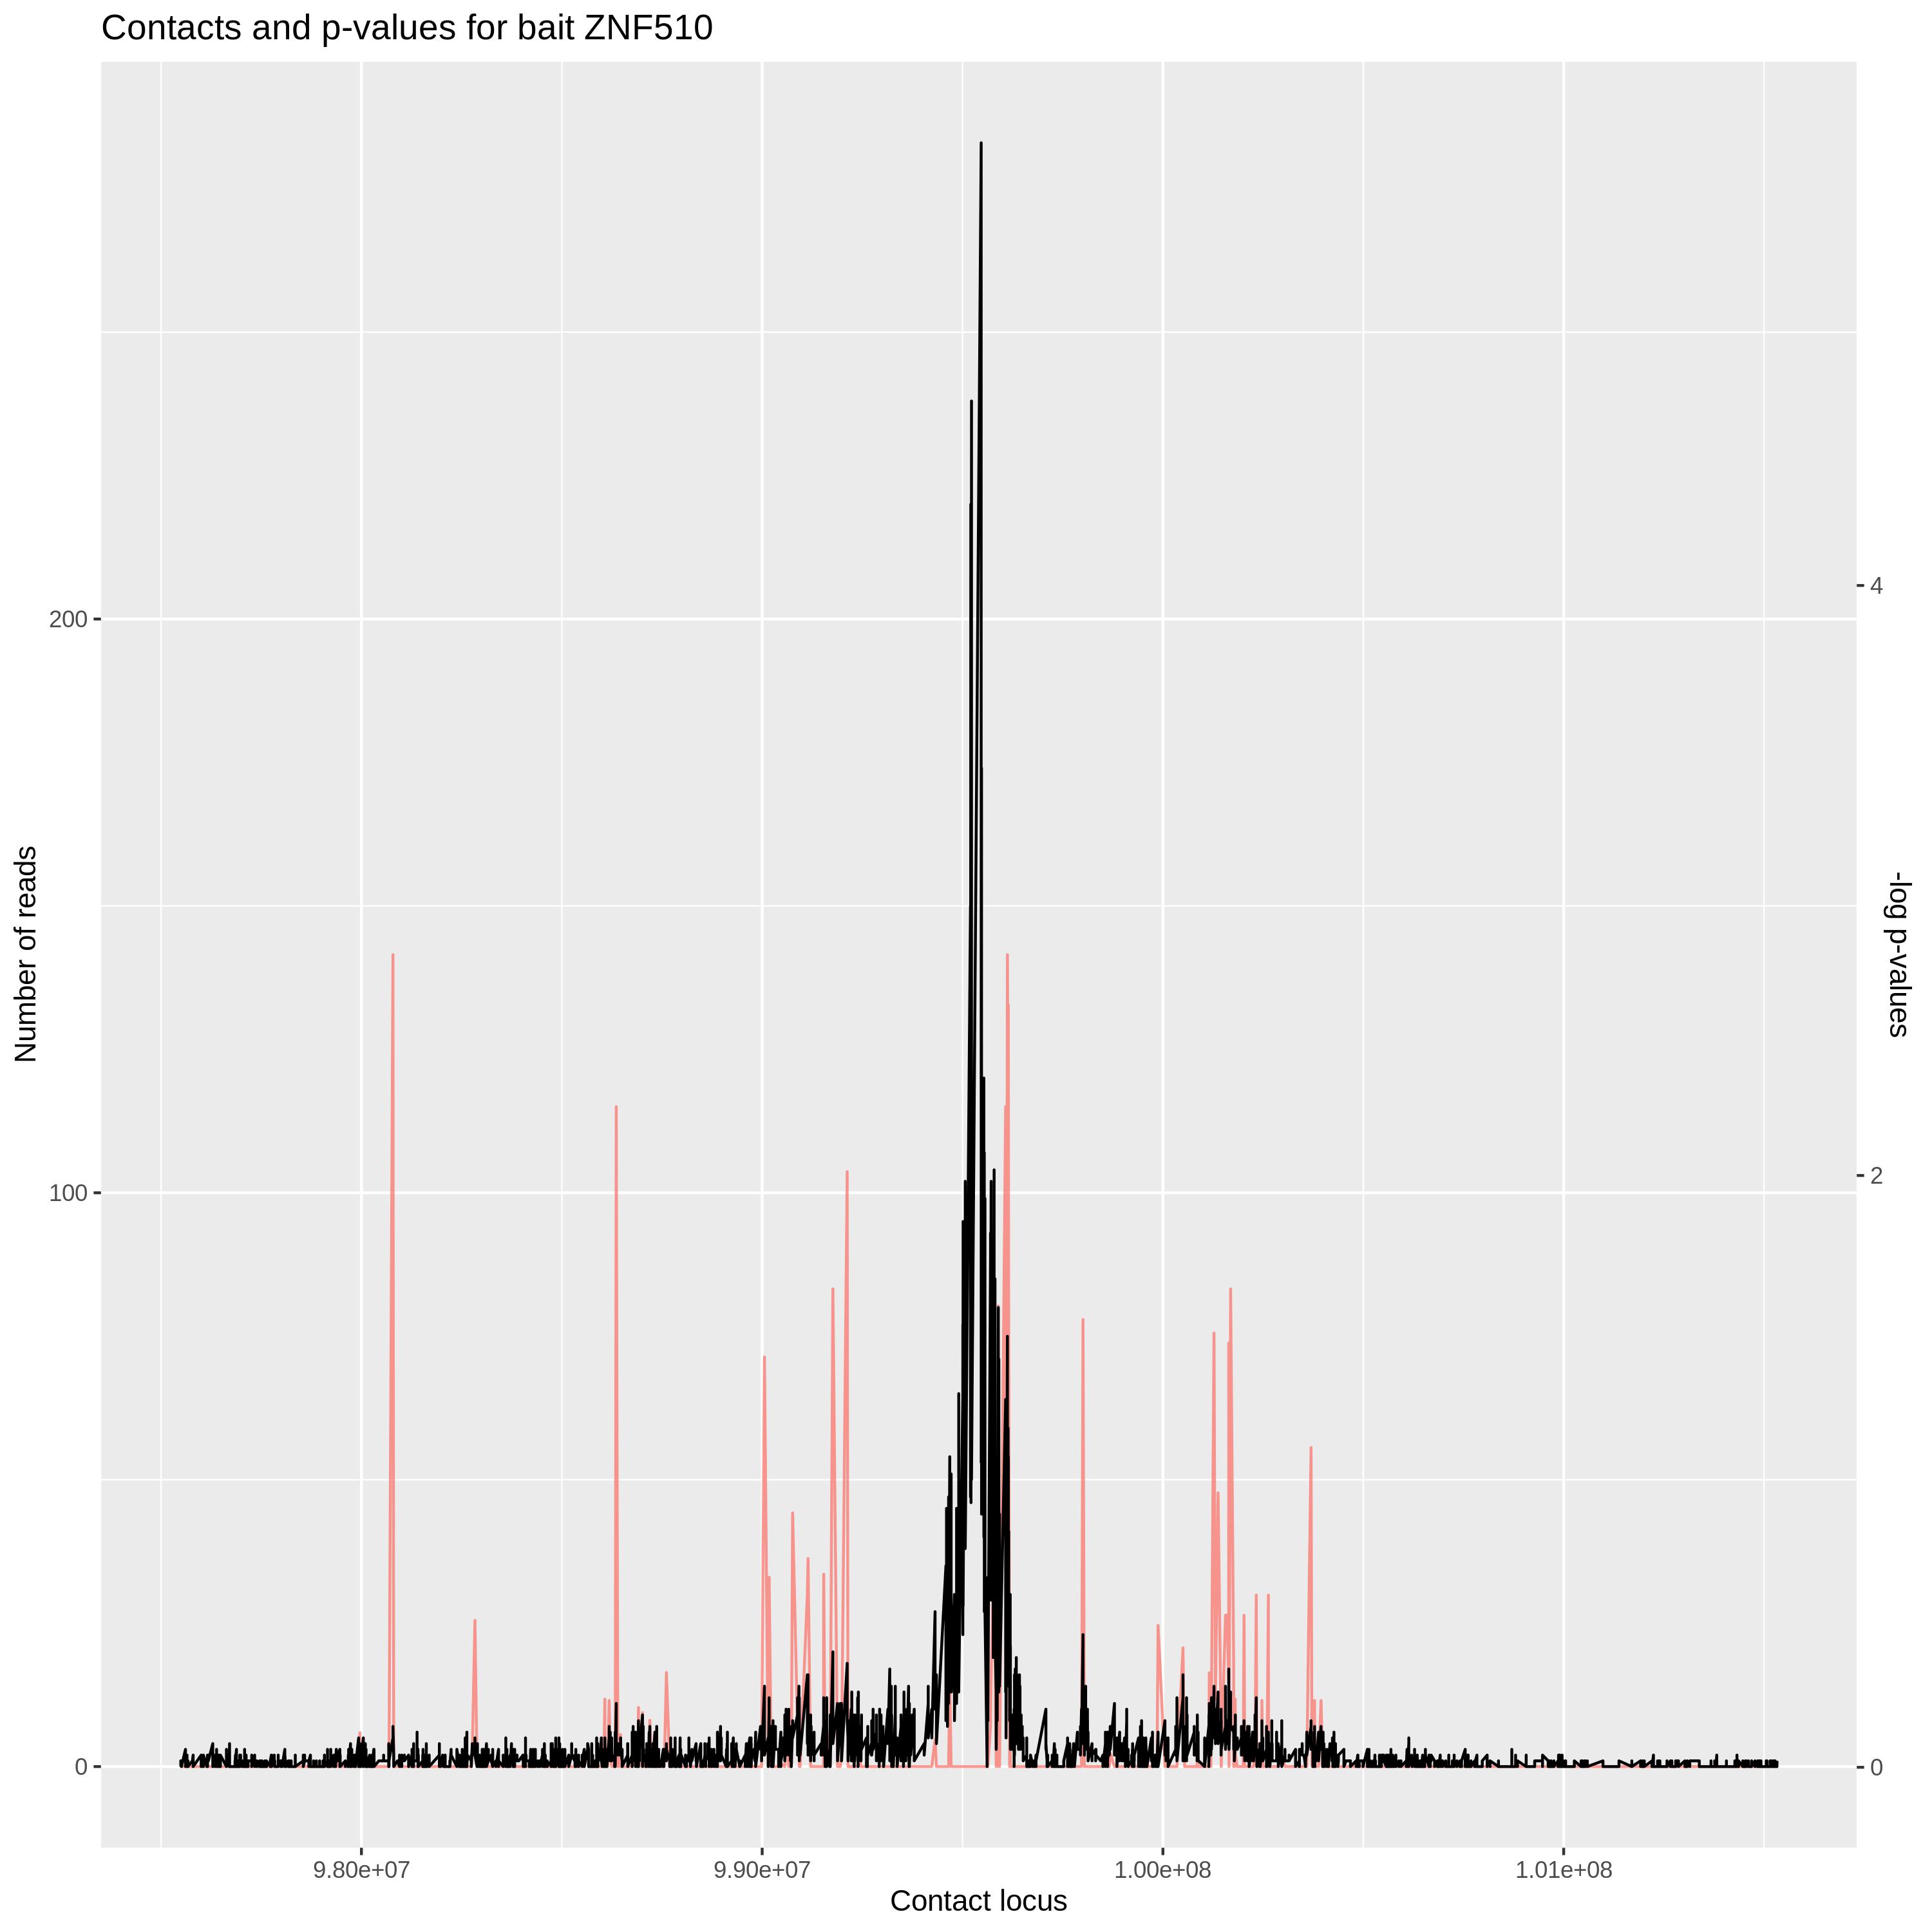 Contacts and p-values for bait ZNF510
Number of reads
200
100
0
4
2
0
-log p-values
9.80e+07
9.90e+07
1.00e+08
1.01e+08
Contact locus